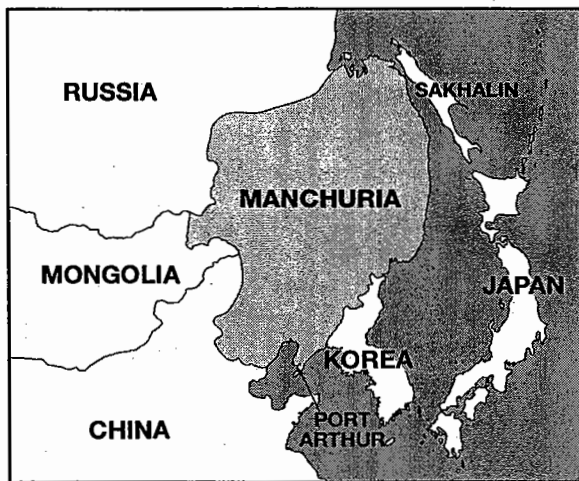 RUSSIA
SAKHALIN
MANCHURIA
MONGOLIA
JAPAN
KOREA
PORT
ARTHUR
CHINA